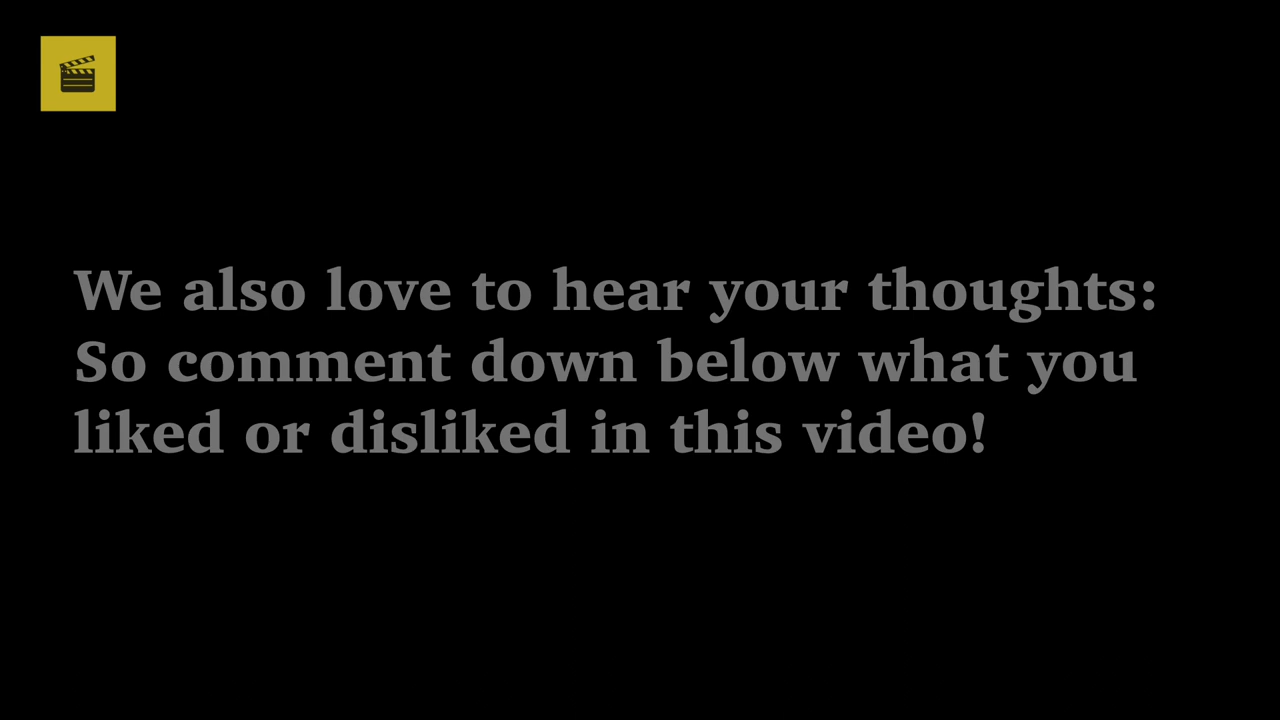 We also love to hear your thoughts:
So comment down below what you
liked or disliked in this video!